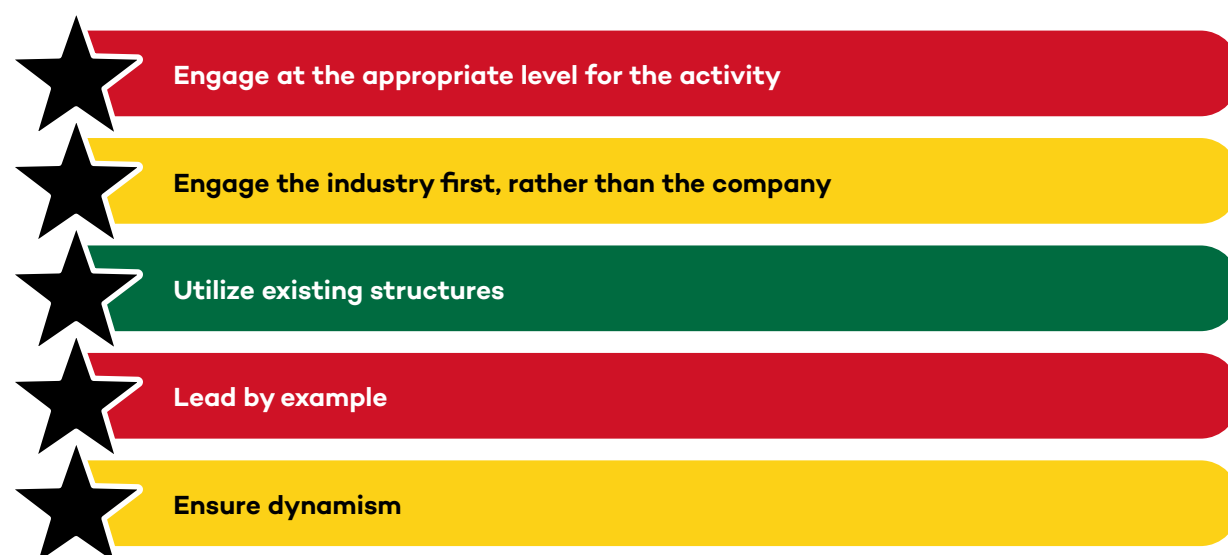 Engage at the appropriate level for the activity
Engage the industry first, rather than the company
Utilize existing structures
Lead by example
Ensure dynamism